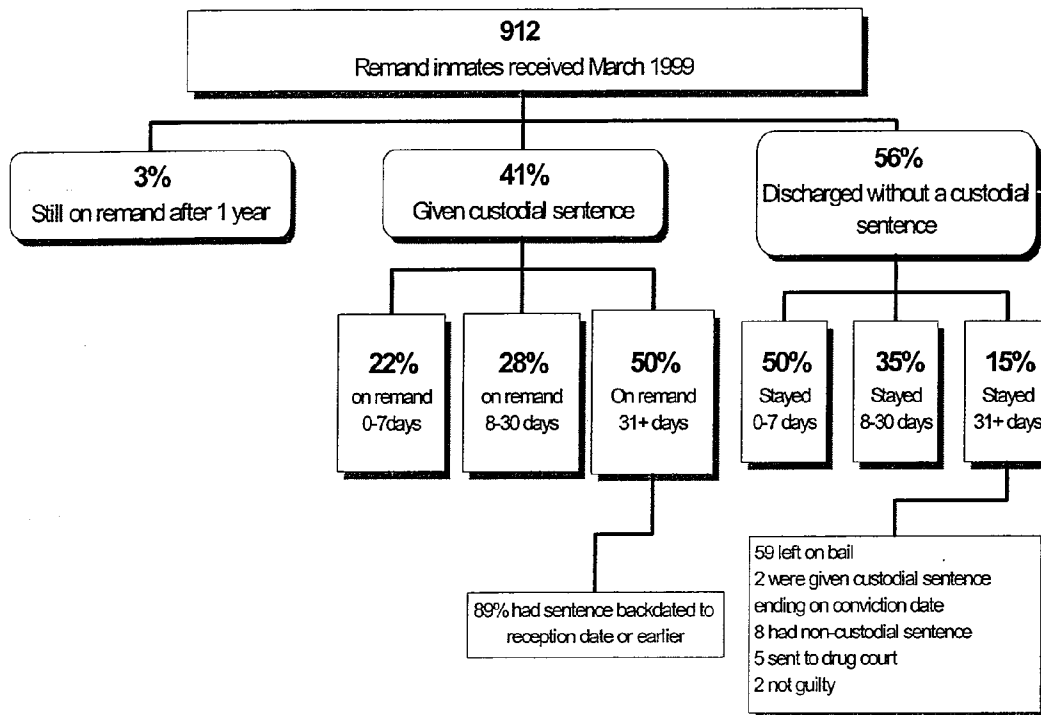 912
Remand inmates received March 1999
3%
Still on remand after 1 year
41%
Given custodial sentence
56%
Discharged without a custodial
sentence
22%
on remand
0-7days
28%
on remand
8-30 days
50%
On remand
31+ days
50%
Stayed
0-7 days
35%
Stayed
8-30 days
15%
Stayed
31+ days
89% had sentence backdated to
reception date or earlier
59 left on bail
2 were given custodial sentence
ending on conviction date
8 had non-custodial sentence
5 sent to drug court
2 not guilty